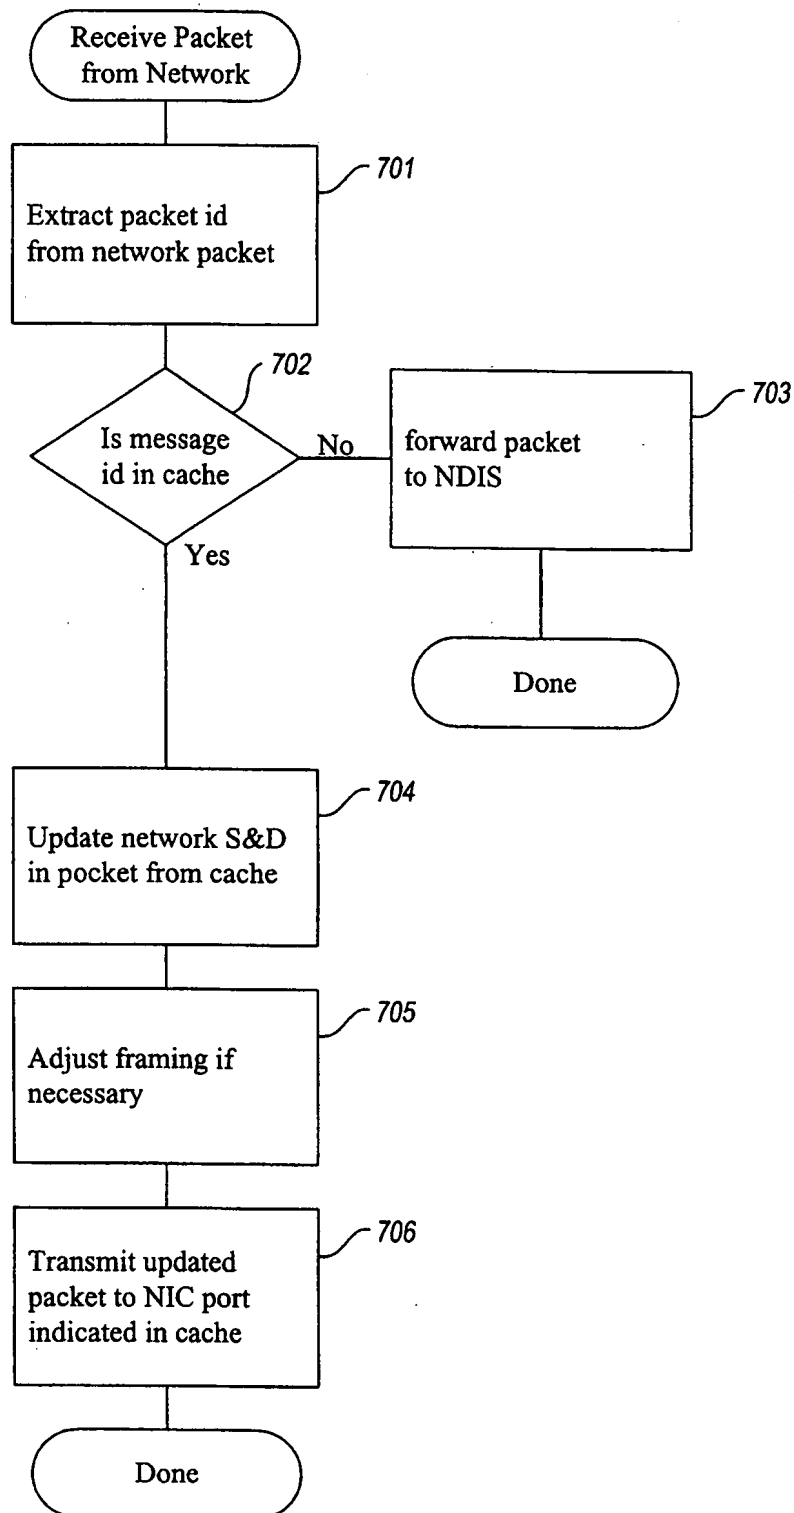 Receive Packet
from Network
701
Extract packet id
from network packet
702
Is message
id in cache
No
703
forward packet
to NDIS
Yes
Done
704
Update network S&D
in pocket from cache
705
Adjust framing if
necessary
706
Transmit updated
packet to NIC port
indicated in cache
Done